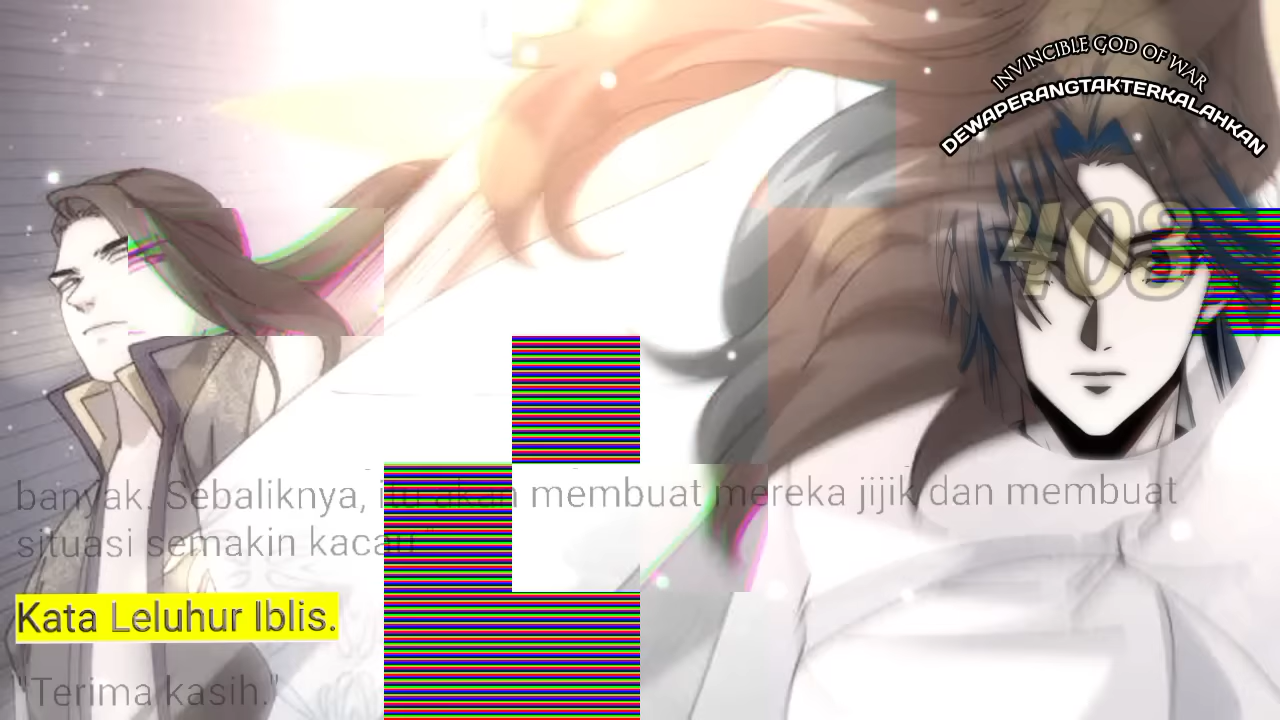 INVINCIBLE GOD OF WAR
DEWAPERANGTAKTERKALAHKAN
403
banyak. Sebaliknya, itu akan membuat mereka jijik dan membuat
situasi semakin kacau"
Kata Leluhur Iblis.
"Terima kasih."